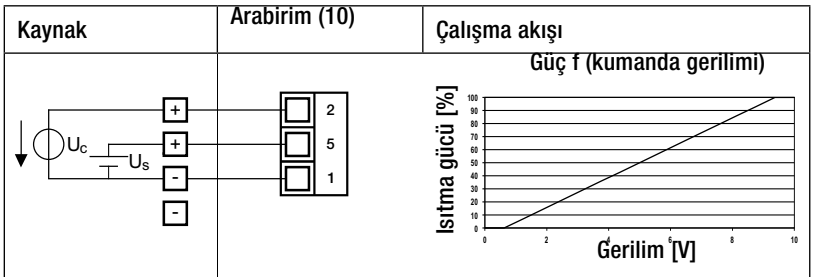 Kaynak
Arabirim (10)
Çalışma akışı
Güç f (kumanda gerilimi)
+
2
Uc
+
5
Us
-
1
-
Isıtma gücü [%]
100
90
80
70
60
50
40
30
20
10
0
0 2 4 6 8 10
Gerilim [V]